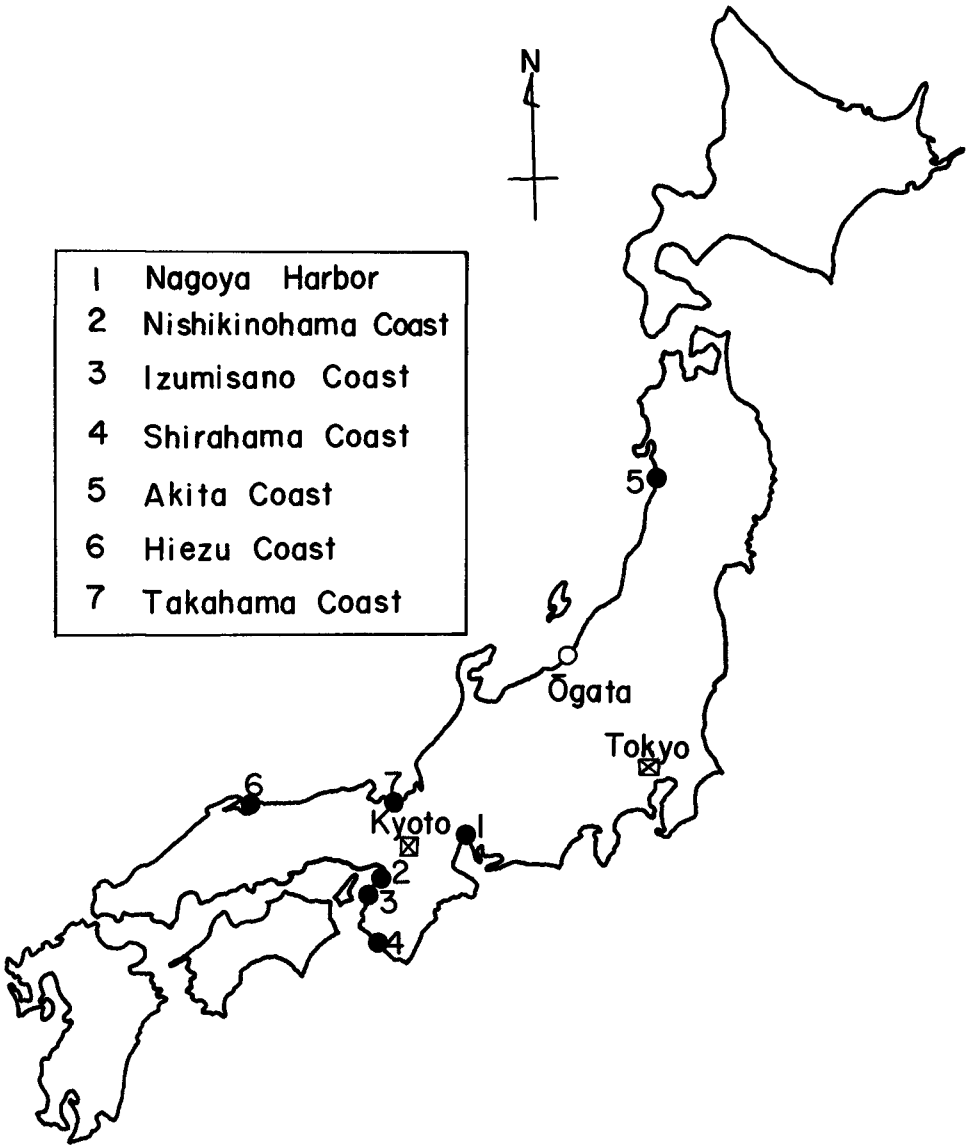 N
1 Nagoya Harbor
2 Nishikinohama Coast
3 Izumisano Coast
4 Shirahama Coast
5 Akita Coast
6 Hiezu Coast
7 Takahama Coast
5
Ōgata
Tokyo
6
7
Kyoto
1
2
3
4